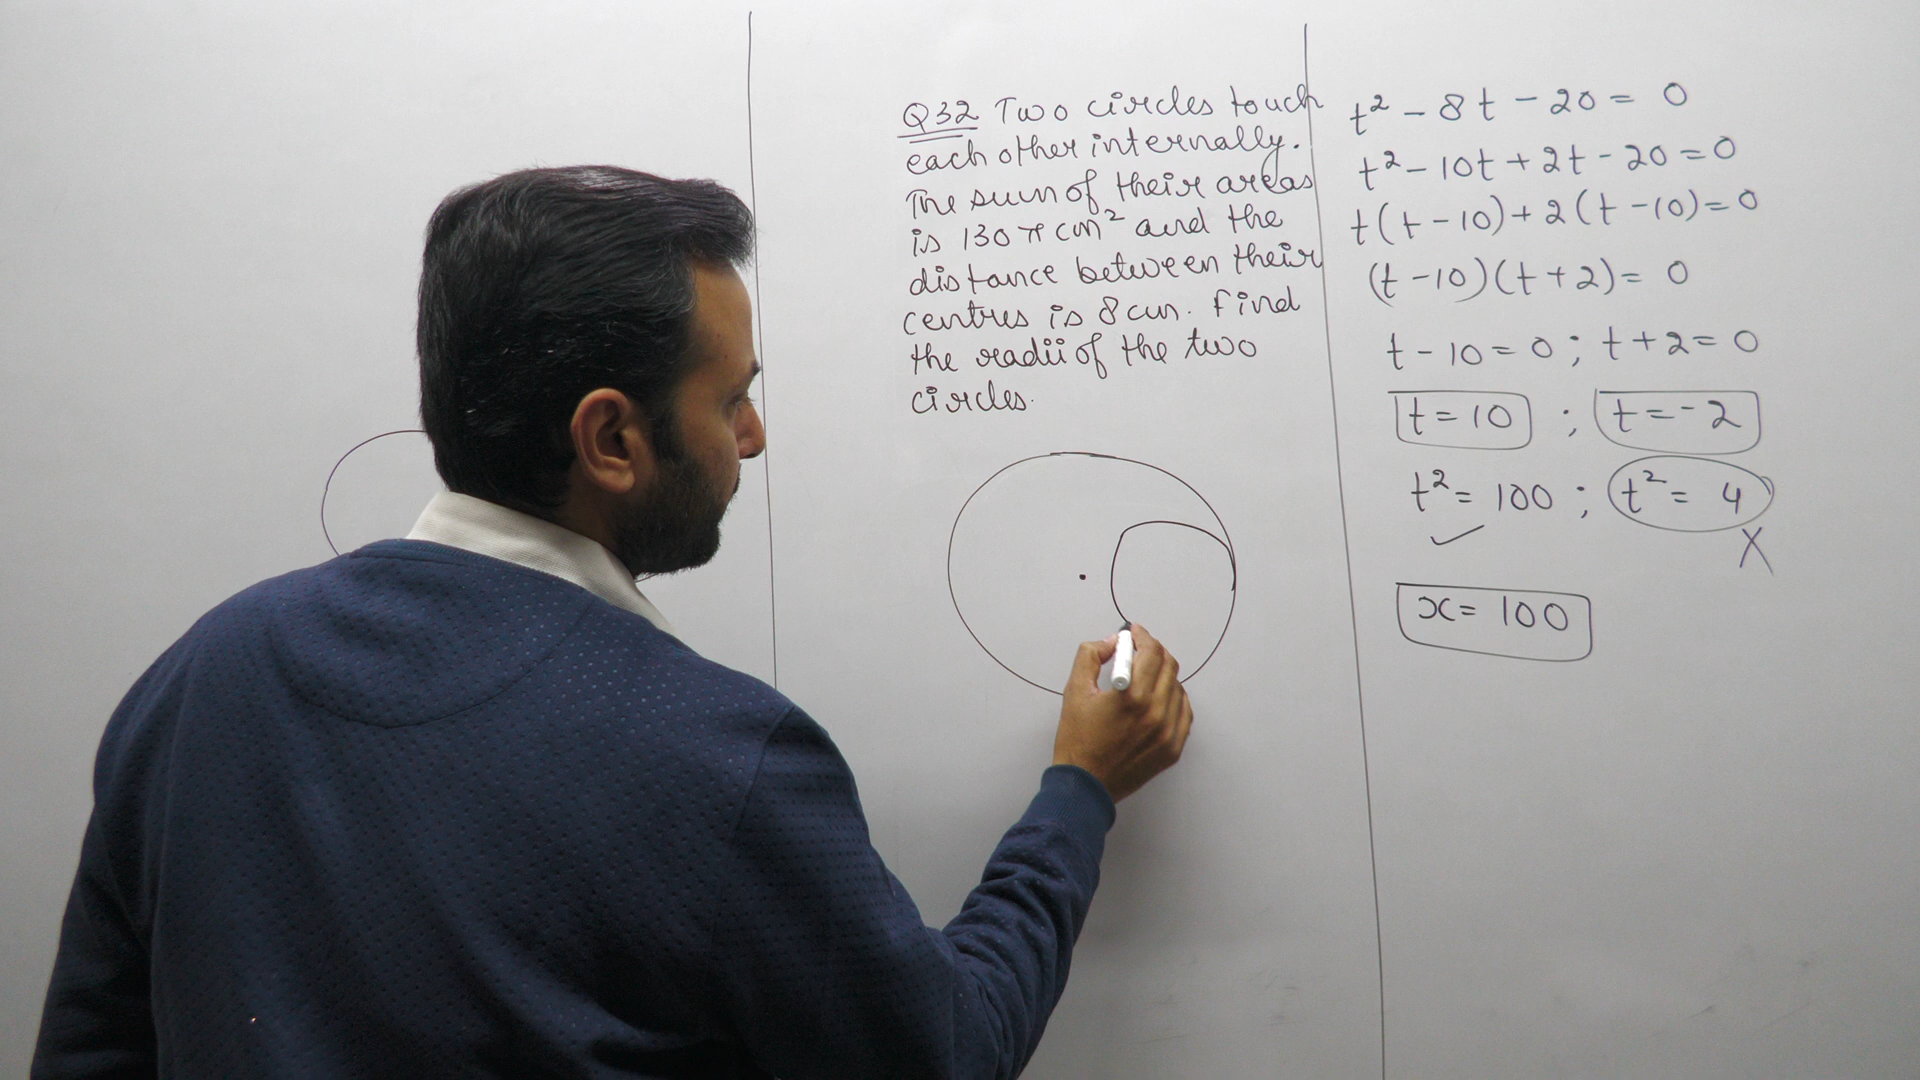 Q32 Two circles touch
each other internally.
The sum of their areas
is 130 π cm² and the
distance between their
centres is 8 cm. Find
the radii of the two
circles.
t² - 8t - 20 = 0
t² - 10t + 2t - 20 = 0
t(t - 10) + 2(t - 10) = 0
(t - 10)(t + 2) = 0
t - 10 = 0 ; t + 2 = 0
t = 10 ; t = -2
t² = 100 ; t² = 4
✓ X
x = 100